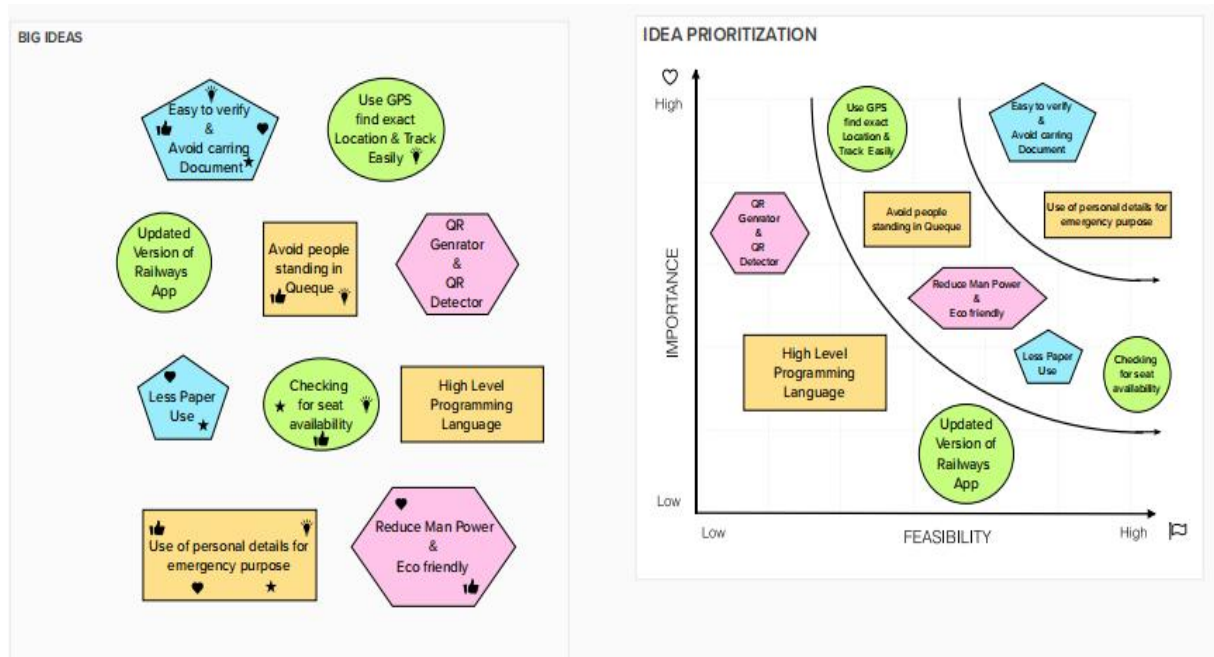 BIG IDEAS
Easy to verify
&
Avoid carring
Document
Use GPS
find exact
Location & Track
Easily
Updated
Version of
Railways
App
Avoid people
standing in
Queque
QR
Genrator
&
QR
Detector
Less Paper
Use
Checking
for seat
availability
High Level
Programming
Language
Use of personal details for
emergency purpose
Reduce Man Power
&
Eco friendly
IDEA PRIORITIZATION
High
IMPORTANCE
Low
Use GPS
find exact
Location &
Track Easily
Easy to verify
&
Avoid carring
Document
QR
Genrator
&
QR
Detector
Avoid people
standing in Queque
Use of personal details for
emergency purpose
Reduce Man Power
&
Eco friendly
High Level
Programming
Language
Less Paper
Use
Checking
for seat
availability
Updated
Version of
Railways
App
Low
FEASIBILITY
High